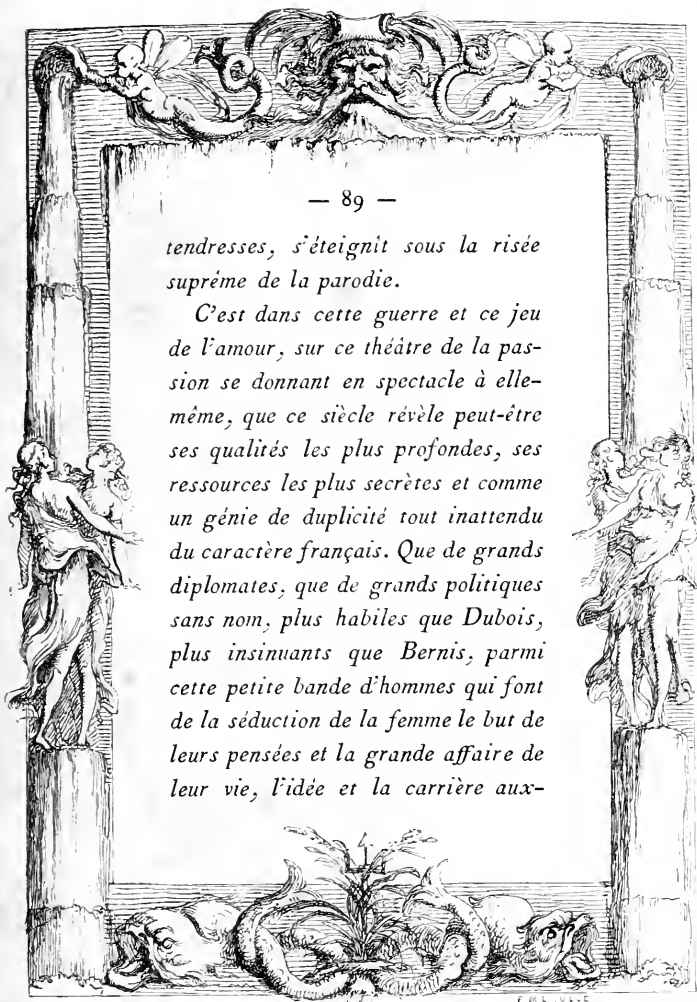 — 89 —
tendresses, s'éteignit sous la risée
suprême de la parodie.
C'est dans cette guerre et ce jeu
de l'amour, sur ce théâtre de la pas-
sion se donnant en spectacle à elle-
même, que ce siècle révèle peut-être
ses qualités les plus profondes, ses
ressources les plus secrètes et comme
un génie de duplicité tout inattendu
du caractère français. Que de grands
diplomates, que de grands politiques
sans nom, plus habiles que Dubois,
plus insinuants que Bernis, parmi
cette petite bande d'hommes qui font
de la séduction de la femme le but de
leurs pensées et la grande affaire de
leur vie, l'idée et la carrière aux-